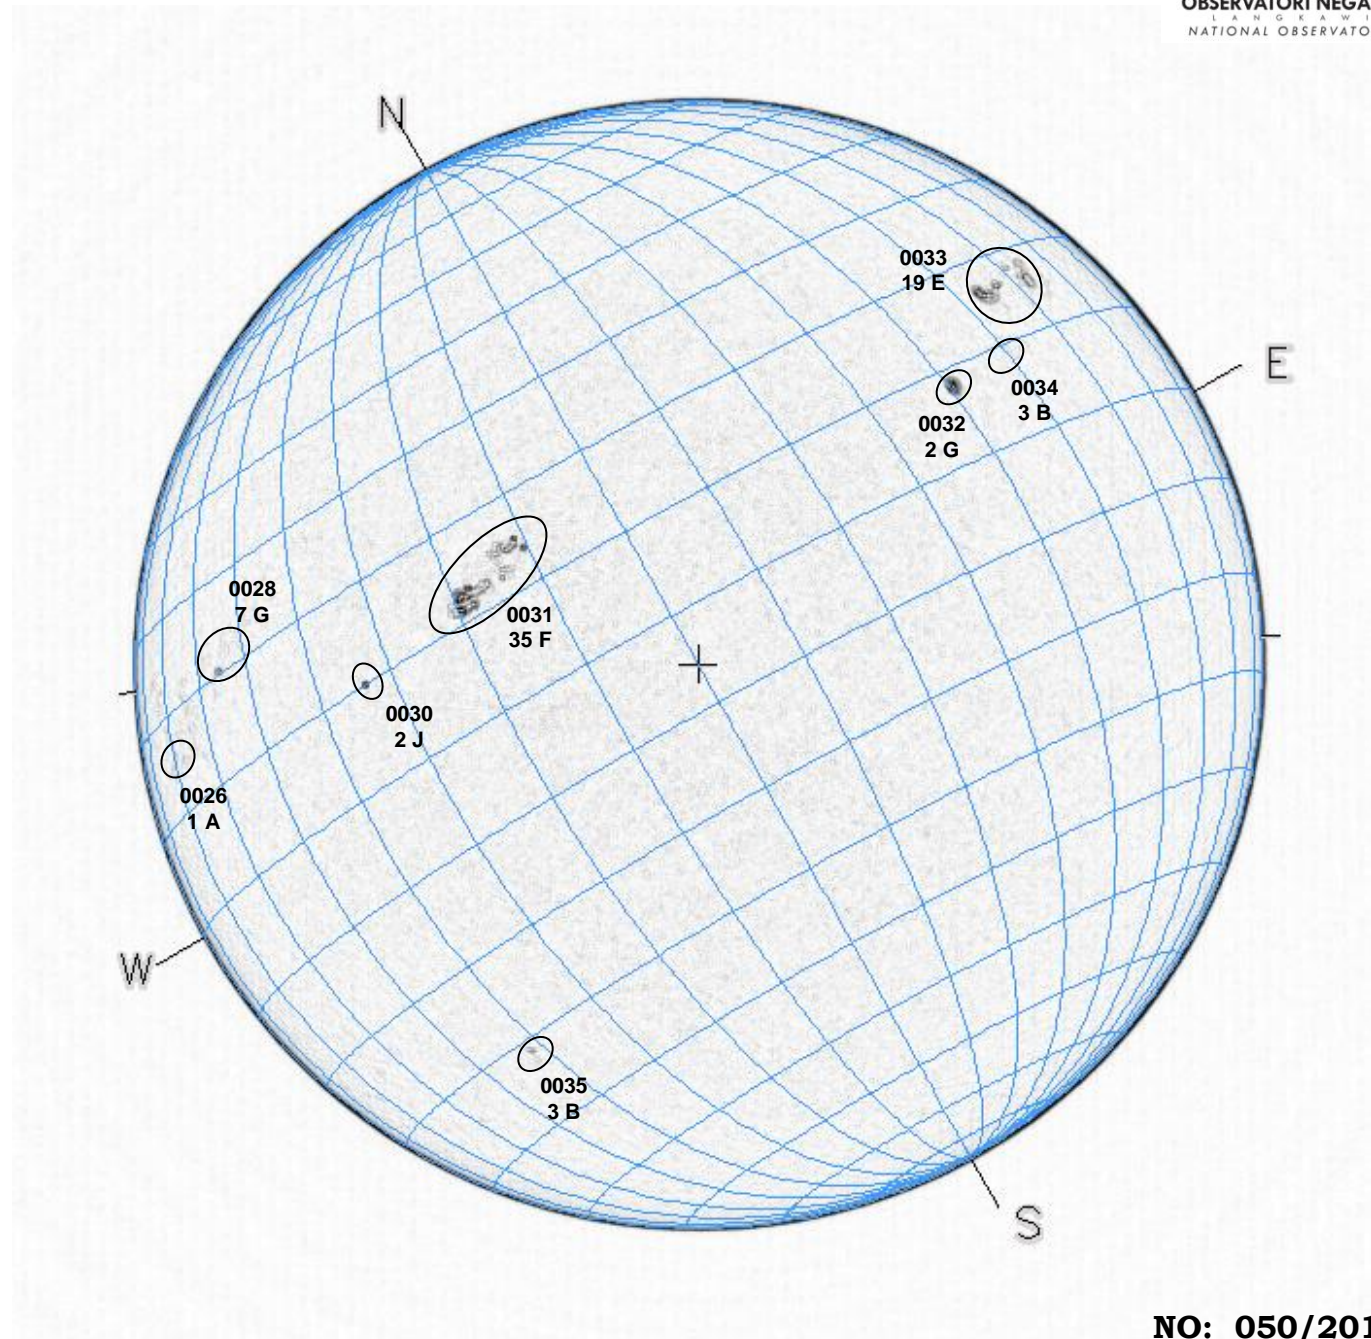 OBSERVATORI NEGA
L A N G K A W
NATIONAL OBSERVATO
N
0033
19 E
E
0034
3 B
0032
2 G
0028
7 G
0031
35 F
0030
2 J
0026
1 A
W
0035
3 B
S
NO: 050/201